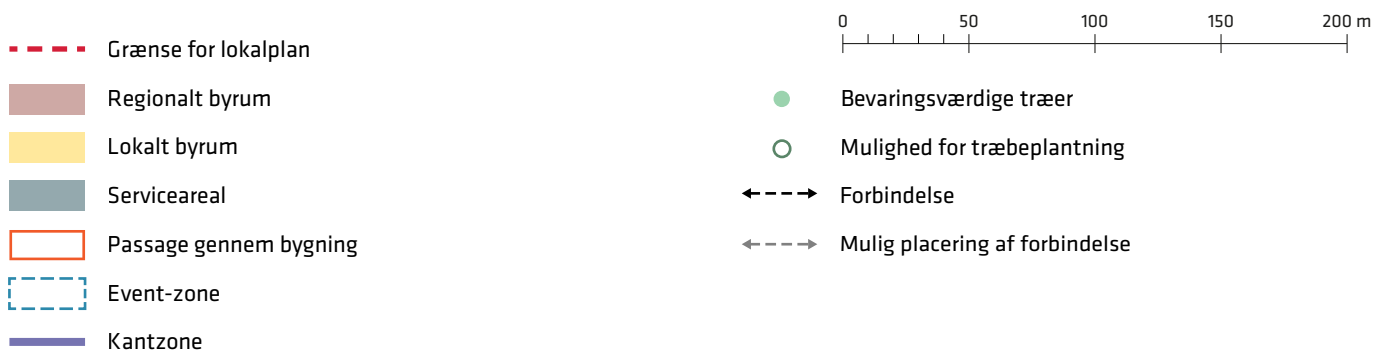 Grænse for lokalplan
Regionalt byrum
Lokalt byrum
Serviceareal
Passage gennem bygning
Event-zone
Kantzone
0 50 100 150 200 m
Bevaringsværdige træer
Mulighed for træbeplantning
Forbindelse
Mulig placering af forbindelse